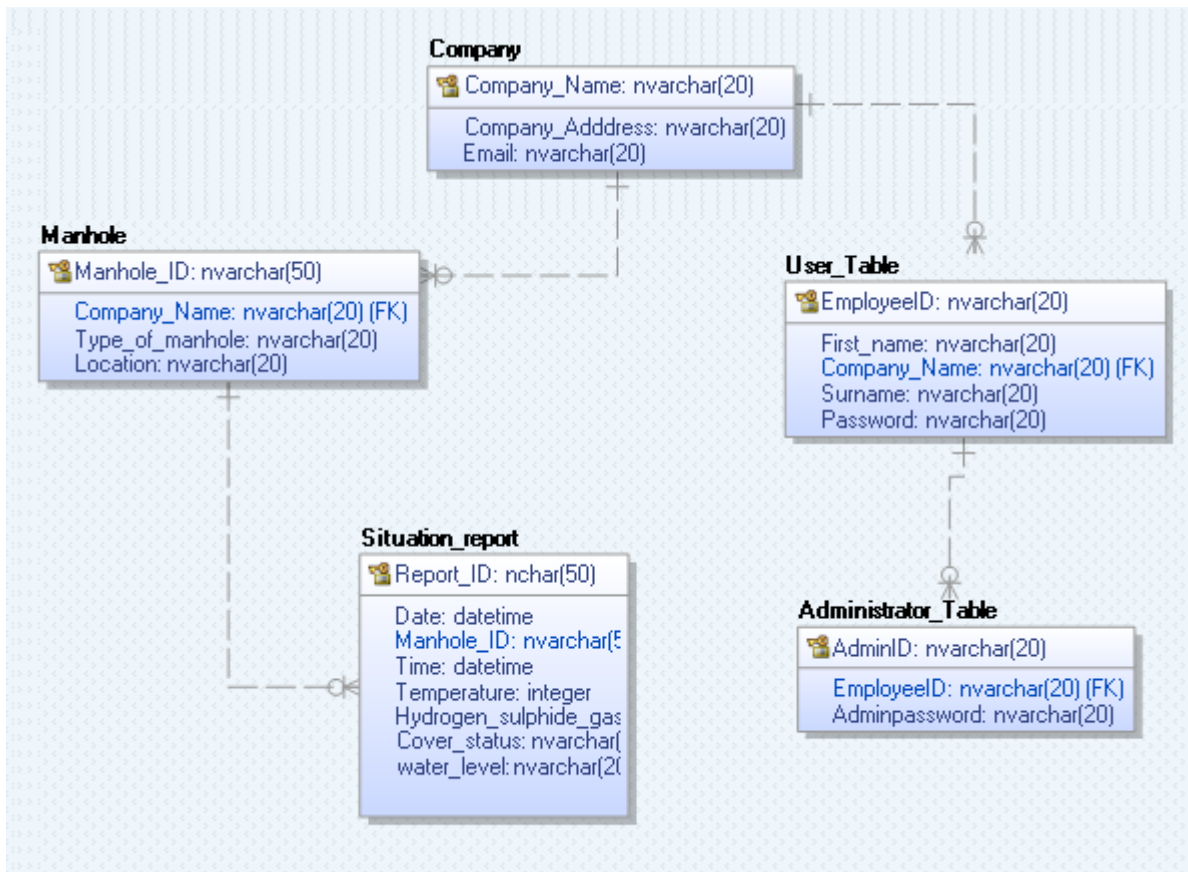 Company
Company_Name: nvarchar(20)
Company_Adddress: nvarchar(20)
Email: nvarchar(20)
Manhole
Manhole_ID: nvarchar(50)
Company_Name: nvarchar(20) (FK)
Type_of_manhole: nvarchar(20)
Location: nvarchar(20)
User_Table
EmployeeID: nvarchar(20)
First_name: nvarchar(20)
Company_Name: nvarchar(20) (FK)
Surname: nvarchar(20)
Password: nvarchar(20)
Situation_report
Report_ID: nchar(50)
Date: datetime
Manhole_ID: nvarchar(5
Time: datetime
Temperature: integer
Hydrogen_sulphide_gas
Cover_status: nvarchar(
water_level: nvarchar(20
Administrator_Table
AdminID: nvarchar(20)
EmployeeID: nvarchar(20) (FK)
Adminpassword: nvarchar(20)